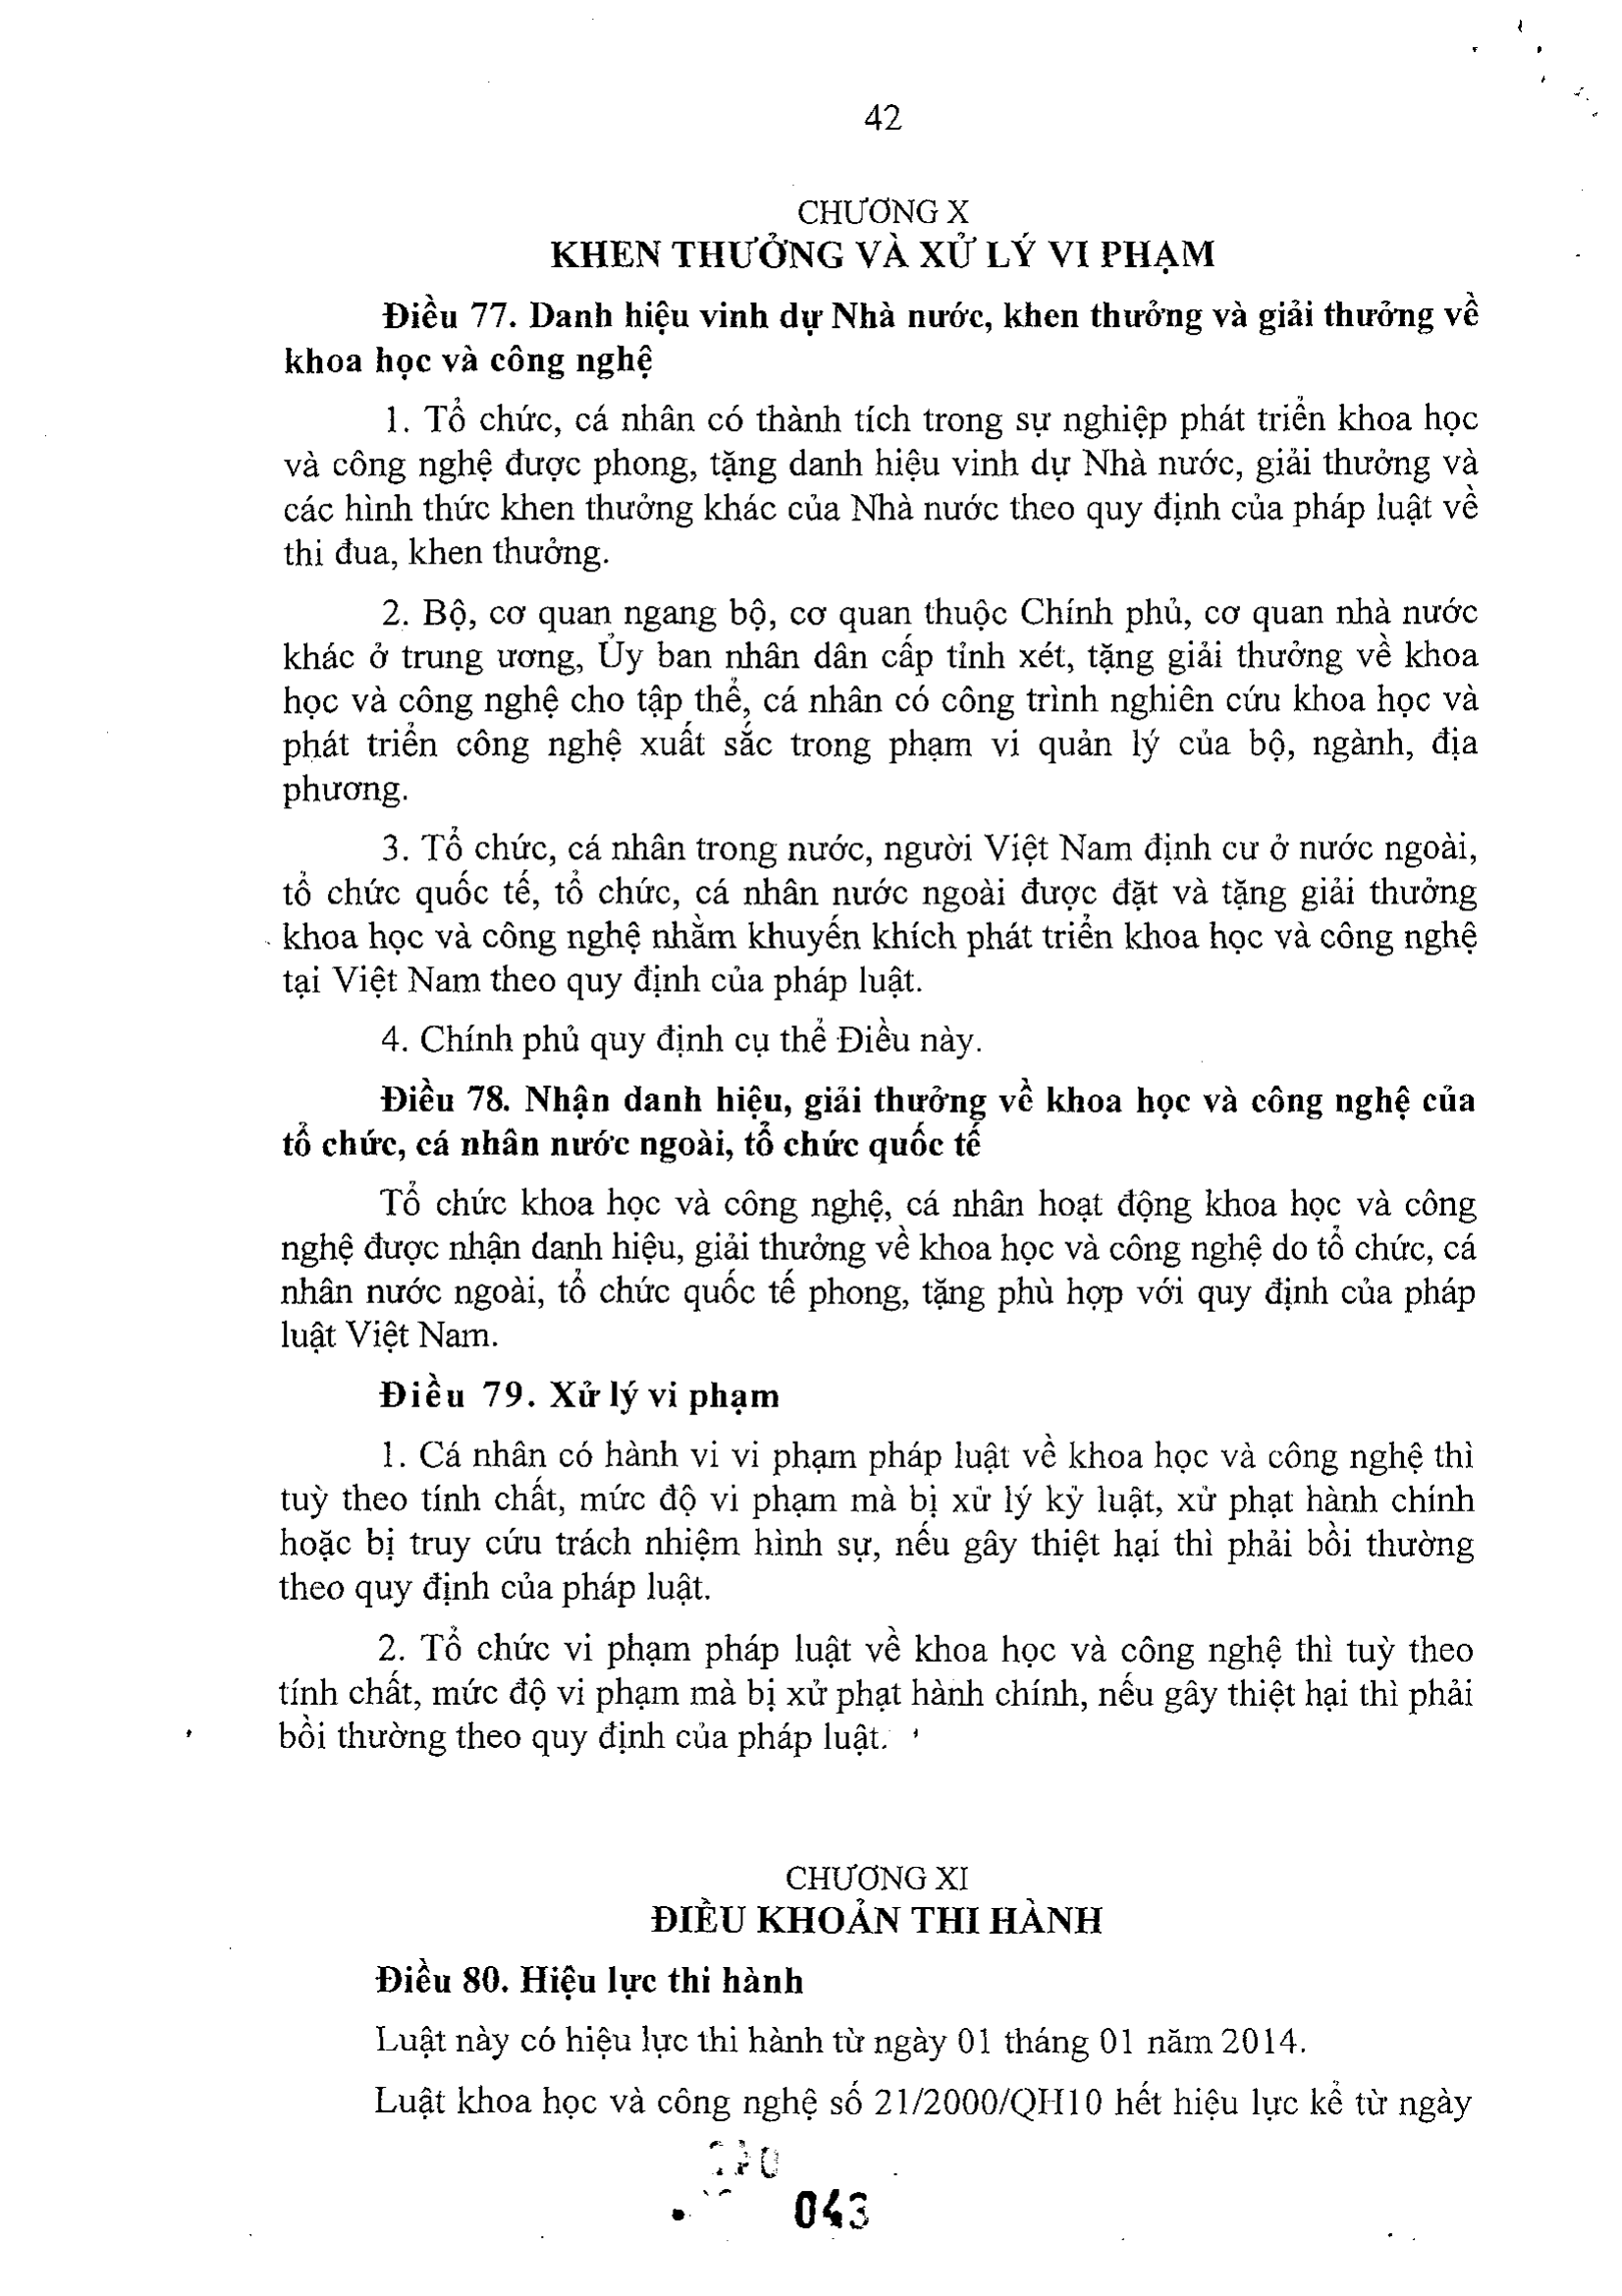 42
CHƯƠNG X
KHEN THƯỞNG VÀ XỬ LÝ VI PHẠM
Điều 77. Danh hiệu vinh dự Nhà nước, khen thưởng và giải thưởng về
khoa học và công nghệ
1. Tổ chức, cá nhân có thành tích trong sự nghiệp phát triển khoa học
và công nghệ được phong, tặng danh hiệu vinh dự Nhà nước, giải thưởng và
các hình thức khen thưởng khác của Nhà nước theo quy định của pháp luật về
thi đua, khen thưởng.
2. Bộ, cơ quan ngang bộ, cơ quan thuộc Chính phủ, cơ quan nhà nước
khác ở trung ương, Ủy ban nhân dân cấp tỉnh xét, tặng giải thưởng về khoa
học và công nghệ cho tập thể, cá nhân có công trình nghiên cứu khoa học và
phát triển công nghệ xuất sắc trong phạm vi quản lý của bộ, ngành, địa
phương.
3. Tổ chức, cá nhân trong nước, người Việt Nam định cư ở nước ngoài,
tổ chức quốc tế, tổ chức, cá nhân nước ngoài được đặt và tặng giải thưởng
khoa học và công nghệ nhằm khuyến khích phát triển khoa học và công nghệ
tại Việt Nam theo quy định của pháp luật.
4. Chính phủ quy định cụ thể Điều này.
Điều 78. Nhận danh hiệu, giải thưởng về khoa học và công nghệ của
tổ chức, cá nhân nước ngoài, tổ chức quốc tế
Tổ chức khoa học và công nghệ, cá nhân hoạt động khoa học và công
nghệ được nhận danh hiệu, giải thưởng về khoa học và công nghệ do tổ chức, cá
nhân nước ngoài, tổ chức quốc tế phong, tặng phù hợp với quy định của pháp
luật Việt Nam.
Điều 79. Xử lý vi phạm
1. Cá nhân có hành vi vi phạm pháp luật về khoa học và công nghệ thì
tuỳ theo tính chất, mức độ vi phạm mà bị xử lý kỷ luật, xử phạt hành chính
hoặc bị truy cứu trách nhiệm hình sự, nếu gây thiệt hại thì phải bồi thường
theo quy định của pháp luật.
2. Tổ chức vi phạm pháp luật về khoa học và công nghệ thì tuỳ theo
tính chất, mức độ vi phạm mà bị xử phạt hành chính, nếu gây thiệt hại thì phải
bồi thường theo quy định của pháp luật.
CHƯƠNG XI
ĐIỀU KHOẢN THI HÀNH
Điều 80. Hiệu lực thi hành
Luật này có hiệu lực thi hành từ ngày 01 tháng 01 năm 2014.
Luật khoa học và công nghệ số 21/2000/QH10 hết hiệu lực kể từ ngày
043